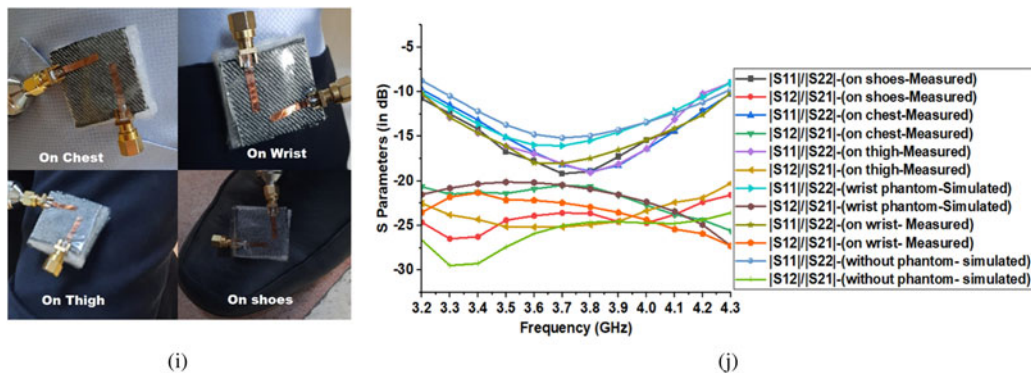 On Chest
On Wrist
On Thigh
On shoes
(i)
S Parameters (In dB)
-5
-10
-15
-20
-25
-30
3.2 3.3 3.4 3.5 3.6 3.7 3.8 3.9 4.0 4.1 4.2 4.3
Frequency (GHz)
|S11|/|S22|-(on shoes-Measured)
|S12|/|S21|-(on shoes-Measured)
|S11|/|S22|-(on chest-Measured)
|S12|/|S21|-(on chest-Measured)
|S11|/|S22|-(on thigh-Measured)
|S12|/|S21|-(on thigh-Measured)
|S11|/|S22|-(wrist phantom-Simulated)
|S12|/|S21|-(wrist phantom-Simulated)
|S11|/|S22|-(on wrist- Measured)
|S12|/|S21|-(on wrist- Measured)
|S11|/|S22|-(without phantom- simulated)
|S12|/|S21|-(without phantom- simulated)
(j)